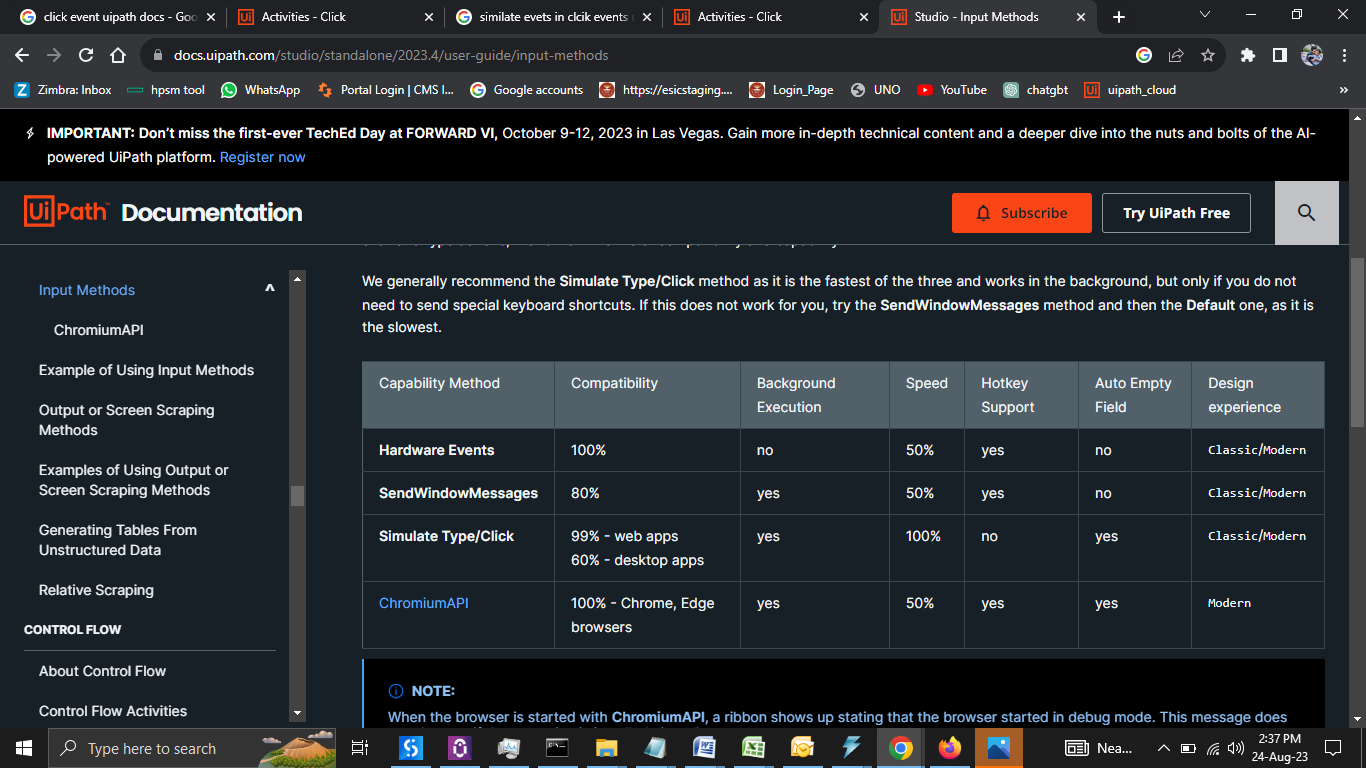 click event uipath docs - Goo
Activities - Click
similate evets in clcik events
Activities - Click
Studio - Input Methods
docs.uipath.com/studio/standalone/2023.4/user-guide/input-methods
Zimbra: Inbox
hpsm tool
WhatsApp
Portal Login | CMS I...
Google accounts
https://esicstaging....
Login_Page
UNO
YouTube
chatgbt
uipath_cloud
»
IMPORTANT: Don't miss the first-ever TechEd Day at FORWARD VI, October 9-12, 2023 in Las Vegas. Gain more in-depth technical content and a deeper dive into the nuts and bolts of the AI-
powered UiPath platform. Register now
UiPath™ Documentation
Subscribe
Try UiPath Free
Input Methods
ChromiumAPI
Example of Using Input Methods
Output or Screen Scraping
Methods
Examples of Using Output or
Screen Scraping Methods
Generating Tables From
Unstructured Data
Relative Scraping
CONTROL FLOW
About Control Flow
Control Flow Activities
We generally recommend the Simulate Type/Click method as it is the fastest of the three and works in the background, but only if you do not
need to send special keyboard shortcuts. If this does not work for you, try the SendWindowMessages method and then the Default one, as it is
the slowest.
Capability Method Compatibility Background Speed Hotkey Auto Empty Design
Execution Support Field experience
Hardware Events 100% no 50% yes no Classic/Modern
SendWindowMessages 80% yes 50% yes no Classic/Modern
Simulate Type/Click 99% - web apps yes 100% no yes Classic/Modern
60% - desktop apps
ChromiumAPI 100% - Chrome, Edge yes 50% yes yes Modern
browsers
NOTE:
When the browser is started with ChromiumAPI, a ribbon shows up stating that the browser started in debug mode. This message does
Type here to search
Nea...
2:37 PM
24-Aug-23